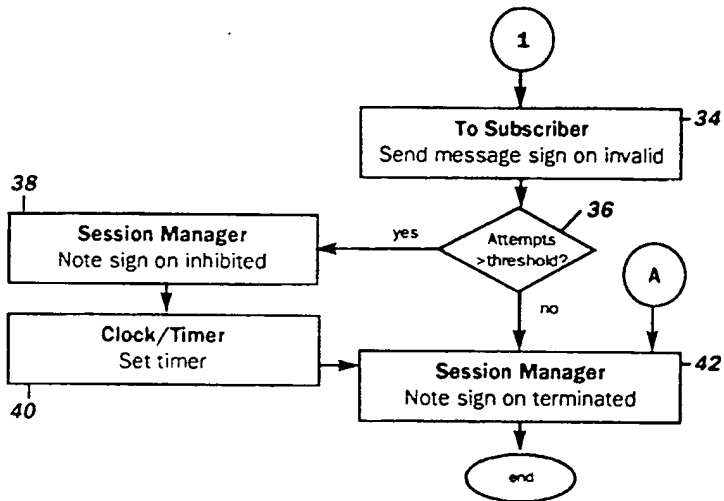 1
To Subscriber
Send message sign on invalid
34
36
Attempts
>threshold?
yes
no
38
Session Manager
Note sign on inhibited
A
Clock/Timer
Set timer
40
Session Manager
Note sign on terminated
42
end